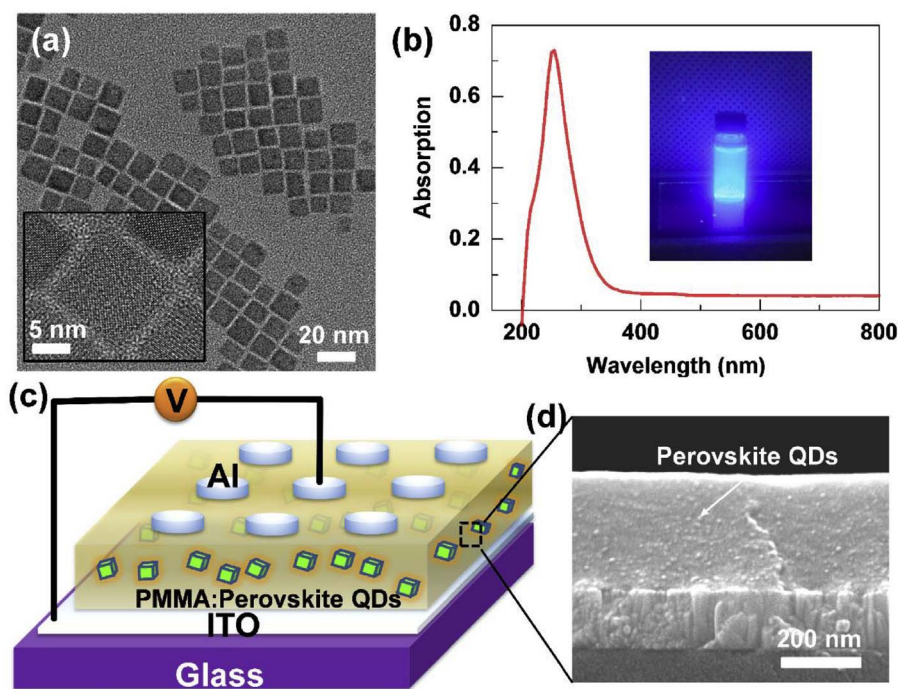 (a)
5 nm
20 nm
(b)
0.8
0.6
0.4
0.2
0.0
Absorption
200
400
600
800
Wavelength (nm)
(c)
V
Al
PMMA:Perovskite QDs
ITO
Glass
(d)
Perovskite QDs
200 nm